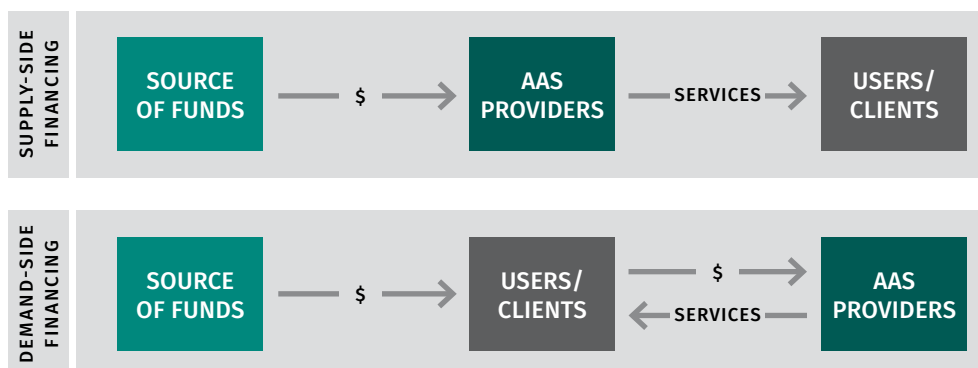 SUPPLY-SIDE
FINANCING
SOURCE
OF FUNDS
$
AAS
PROVIDERS
SERVICES
USERS/
CLIENTS
DEMAND-SIDE
FINANCING
SOURCE
OF FUNDS
$
USERS/
CLIENTS
$
SERVICES
AAS
PROVIDERS